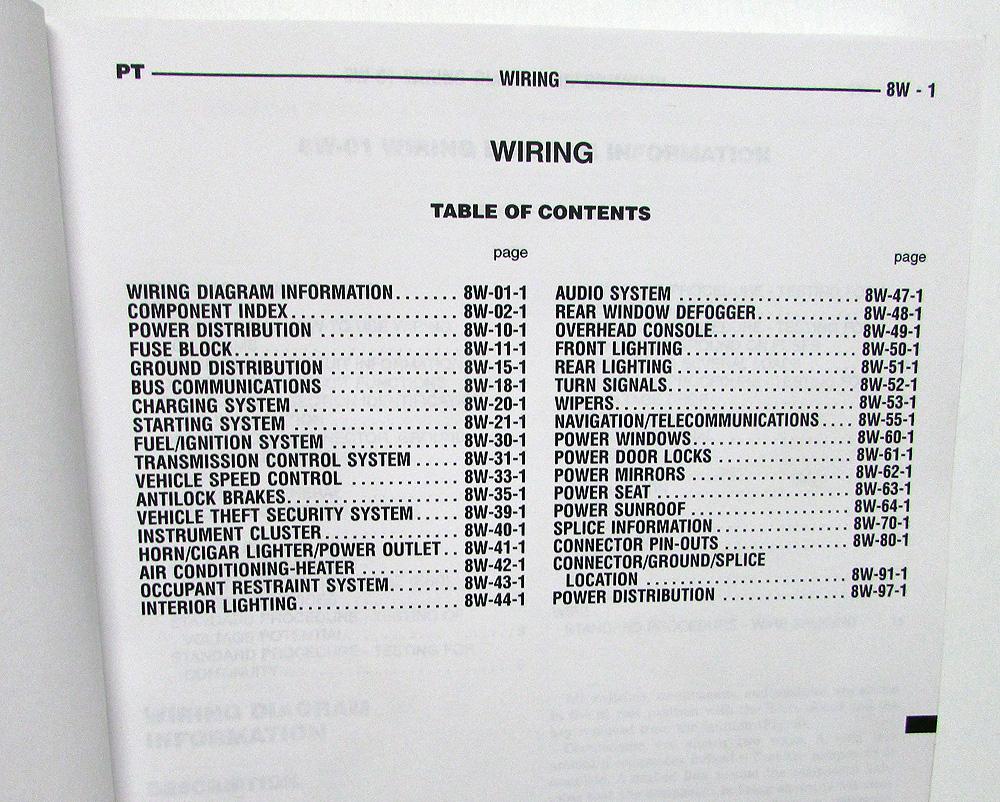 PT WIRING 8W - 1
WIRING
TABLE OF CONTENTS
page
WIRING DIAGRAM INFORMATION....... 8W-01-1
COMPONENT INDEX.................. 8W-02-1
POWER DISTRIBUTION ............... 8W-10-1
FUSE BLOCK........................ 8W-11-1
GROUND DISTRIBUTION .............. 8W-15-1
BUS COMMUNICATIONS .............. 8W-18-1
CHARGING SYSTEM.................. 8W-20-1
STARTING SYSTEM .................. 8W-21-1
FUEL/IGNITION SYSTEM .............. 8W-30-1
TRANSMISSION CONTROL SYSTEM ..... 8W-31-1
VEHICLE SPEED CONTROL ............ 8W-33-1
ANTILOCK BRAKES................... 8W-35-1
VEHICLE THEFT SECURITY SYSTEM..... 8W-39-1
INSTRUMENT CLUSTER............... 8W-40-1
HORN/CIGAR LIGHTER/POWER OUTLET.. 8W-41-1
AIR CONDITIONING-HEATER .......... 8W-42-1
OCCUPANT RESTRAINT SYSTEM........ 8W-43-1
INTERIOR LIGHTING.................. 8W-44-1
page
AUDIO SYSTEM ..................... 8W-47-1
REAR WINDOW DEFOGGER............ 8W-48-1
OVERHEAD CONSOLE................. 8W-49-1
FRONT LIGHTING .................... 8W-50-1
REAR LIGHTING ..................... 8W-51-1
TURN SIGNALS...................... 8W-52-1
WIPERS............................ 8W-53-1
NAVIGATION/TELECOMMUNICATIONS.... 8W-55-1
POWER WINDOWS................... 8W-60-1
POWER DOOR LOCKS ................ 8W-61-1
POWER MIRRORS ................... 8W-62-1
POWER SEAT ....................... 8W-63-1
POWER SUNROOF ................... 8W-64-1
SPLICE INFORMATION................ 8W-70-1
CONNECTOR PIN-OUTS ............... 8W-80-1
CONNECTOR/GROUND/SPLICE
LOCATION ........................ 8W-91-1
POWER DISTRIBUTION ............... 8W-97-1